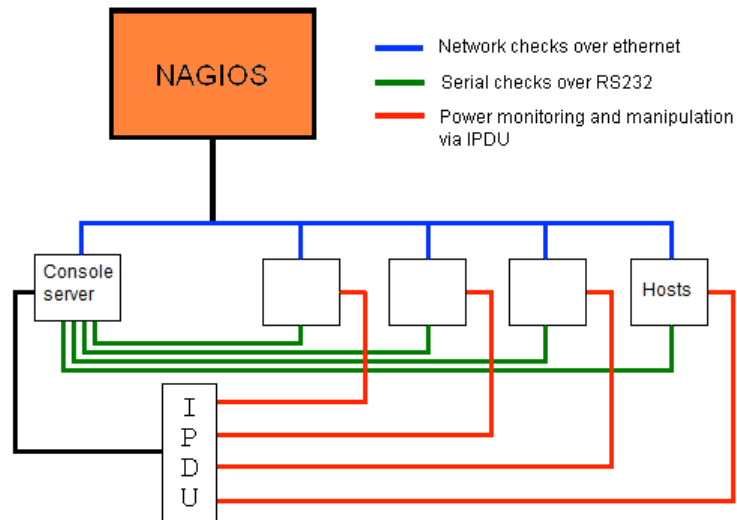 NAGIOS
Network checks over ethernet
Serial checks over RS232
Power monitoring and manipulation
via IPDU
Console
server
Hosts
I
P
D
U